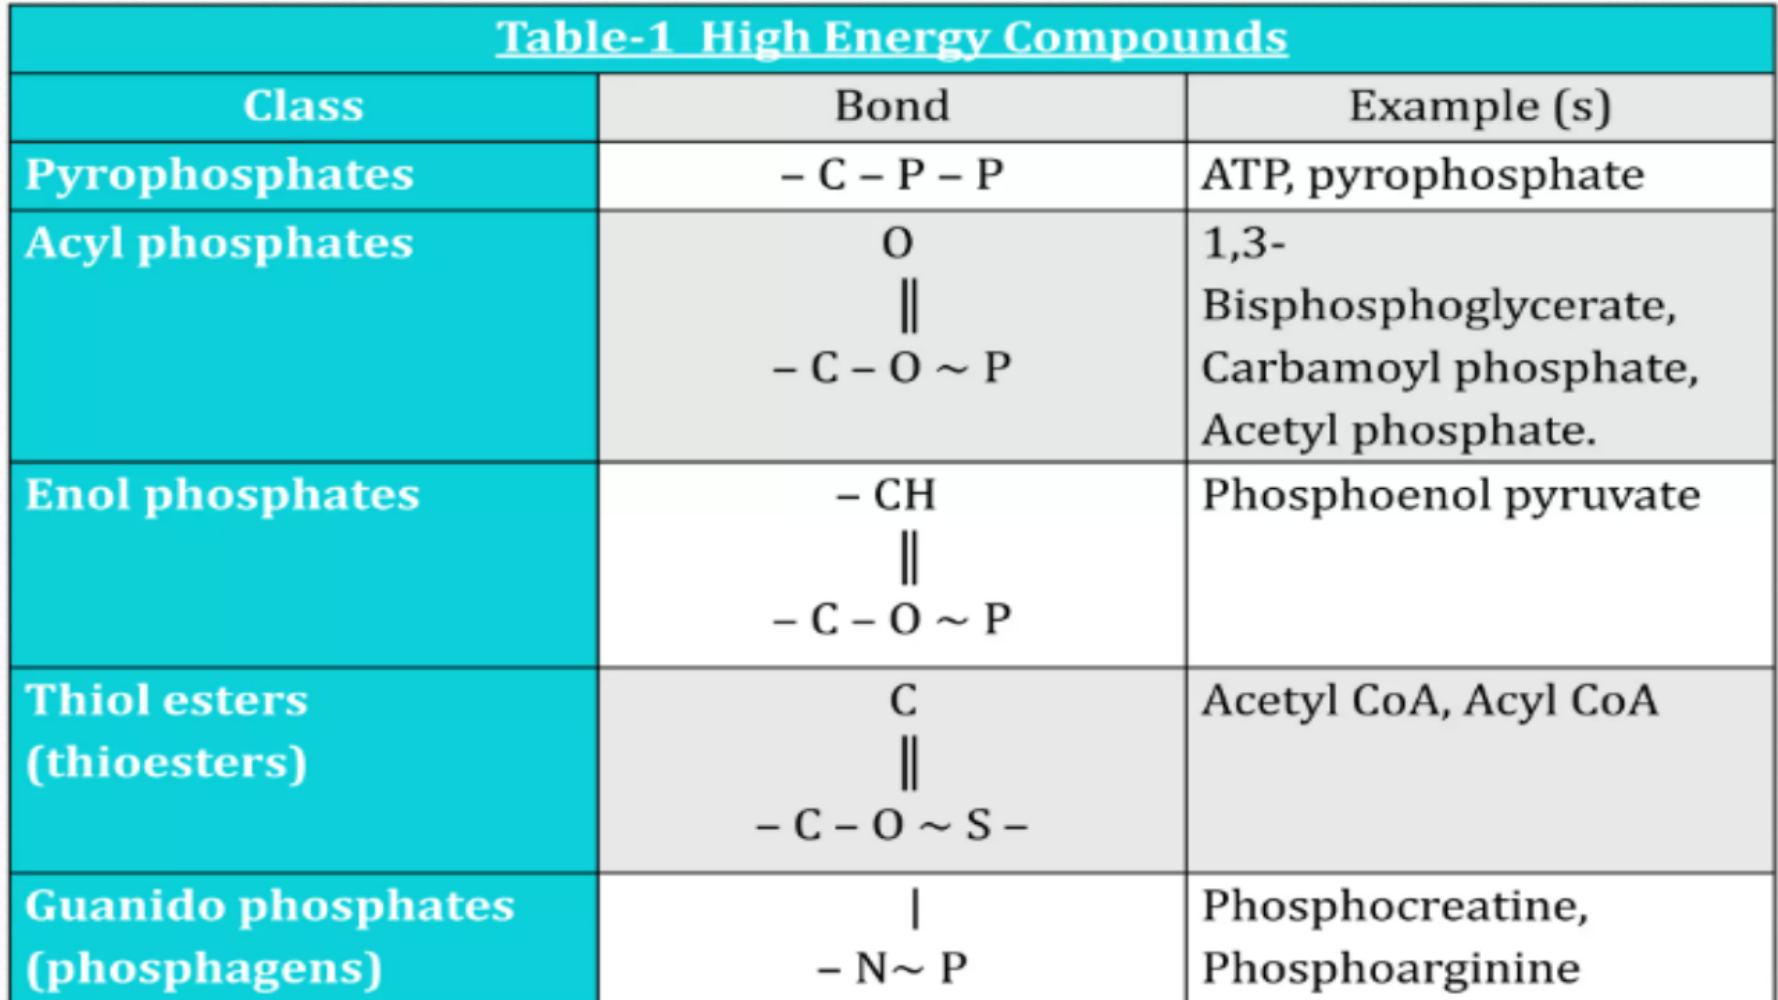 Table-1 High Energy Compounds
Class Bond Example (s)
Pyrophosphates – C – P – P ATP, pyrophosphate
Acyl phosphates O 1,3-
|| Bisphosphoglycerate,
– C – O ~ P Carbamoyl phosphate,
Acetyl phosphate.
Enol phosphates – CH Phosphoenol pyruvate
||
– C – O ~ P
Thiol esters C Acetyl CoA, Acyl CoA
(thioesters) ||
– C – O ~ S –
Guanido phosphates | Phosphocreatine,
(phosphagens) – N~ P Phosphoarginine